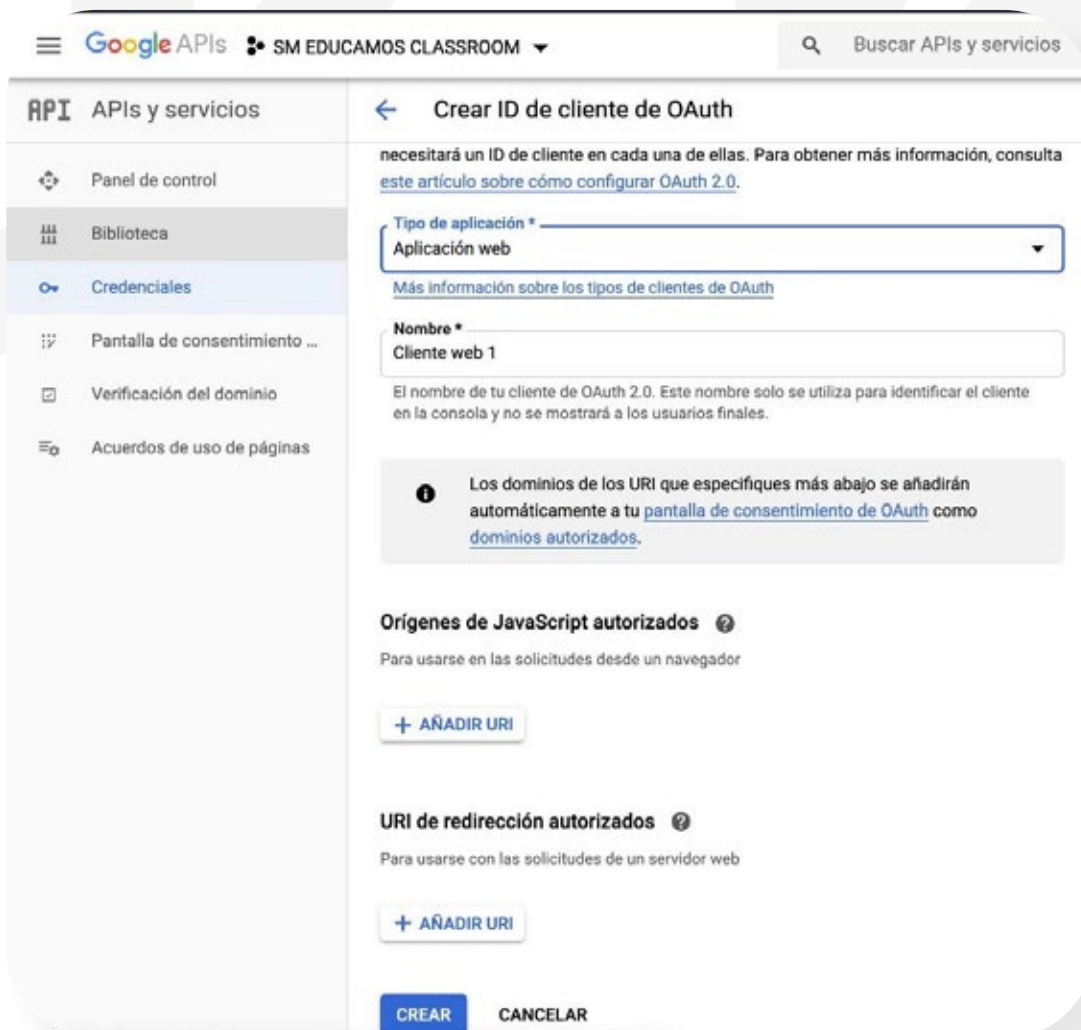 Google APIs SM EDUCAMOS CLASSROOM Buscar APIs y servicios
API APIs y servicios
Panel de control
Biblioteca
Credenciales
Pantalla de consentimiento ...
Verificación del dominio
Acuerdos de uso de páginas
Crear ID de cliente de OAuth
necesitará un ID de cliente en cada una de ellas. Para obtener más información, consulta
este artículo sobre cómo configurar OAuth 2.0.
Tipo de aplicación *
Aplicación web
Más información sobre los tipos de clientes de OAuth
Nombre *
Cliente web 1
El nombre de tu cliente de OAuth 2.0. Este nombre solo se utiliza para identificar el cliente
en la consola y no se mostrará a los usuarios finales.
Los dominios de los URI que especifiques más abajo se añadirán
automáticamente a tu pantalla de consentimiento de OAuth como
dominios autorizados.
Orígenes de JavaScript autorizados
Para usarse en las solicitudes desde un navegador
+ AÑADIR URI
URI de redirección autorizados
Para usarse con las solicitudes de un servidor web
+ AÑADIR URI
CREAR CANCELAR